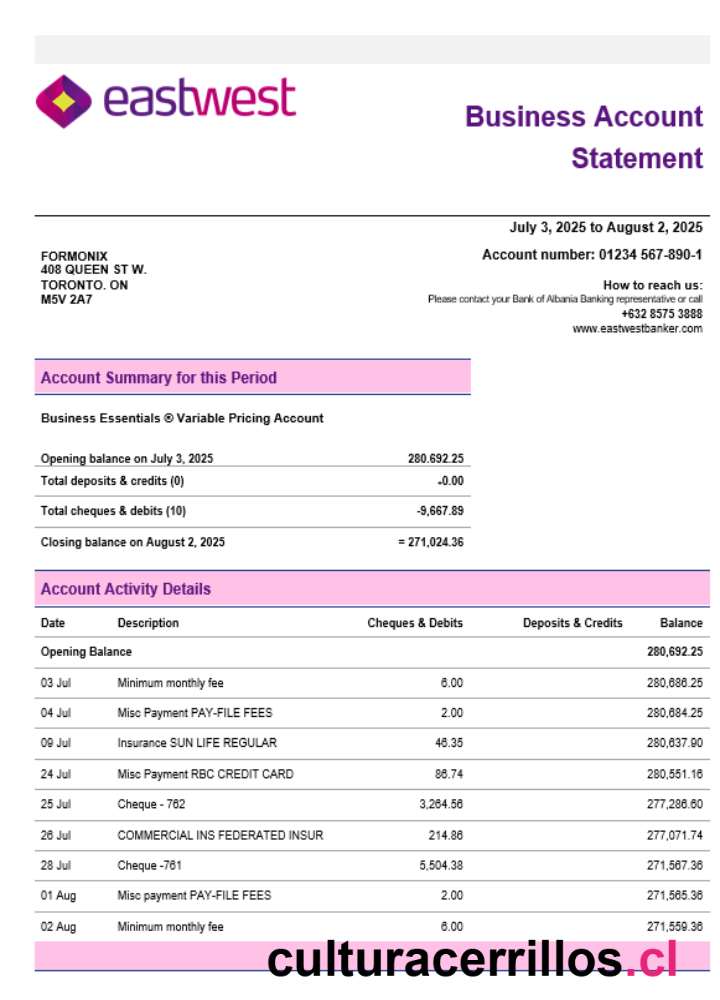 eastwest
Business Account
Statement
July 3, 2025 to August 2, 2025
Account number: 01234 567-890-1
FORMONIX
408 QUEEN ST W.
TORONTO. ON
M5V 2A7
How to reach us:
Please contact your Bank of Albania Banking representative or call
+632 8575 3888
www.eastwestbanker.com
Account Summary for this Period
Business Essentials ® Variable Pricing Account
Opening balance on July 3, 2025 280.692.25
Total deposits & credits (0) -0.00
Total cheques & debits (10) -9,667.89
Closing balance on August 2, 2025 = 271,024.36
Account Activity Details
Date Description Cheques & Debits Deposits & Credits Balance
Opening Balance 280,692.25
03 Jul Minimum monthly fee 6.00 280,686.25
04 Jul Misc Payment PAY-FILE FEES 2.00 280,684.25
09 Jul Insurance SUN LIFE REGULAR 46.35 280,637.90
24 Jul Misc Payment RBC CREDIT CARD 86.74 280,551.16
25 Jul Cheque - 762 3,264.56 277,286.60
26 Jul COMMERCIAL INS FEDERATED INSUR 214.86 277,071.74
28 Jul Cheque -761 5,504.38 271,567.36
01 Aug Misc payment PAY-FILE FEES 2.00 271,565.36
02 Aug Minimum monthly fee 6.00 271,559.36
culturacerrillos.cl